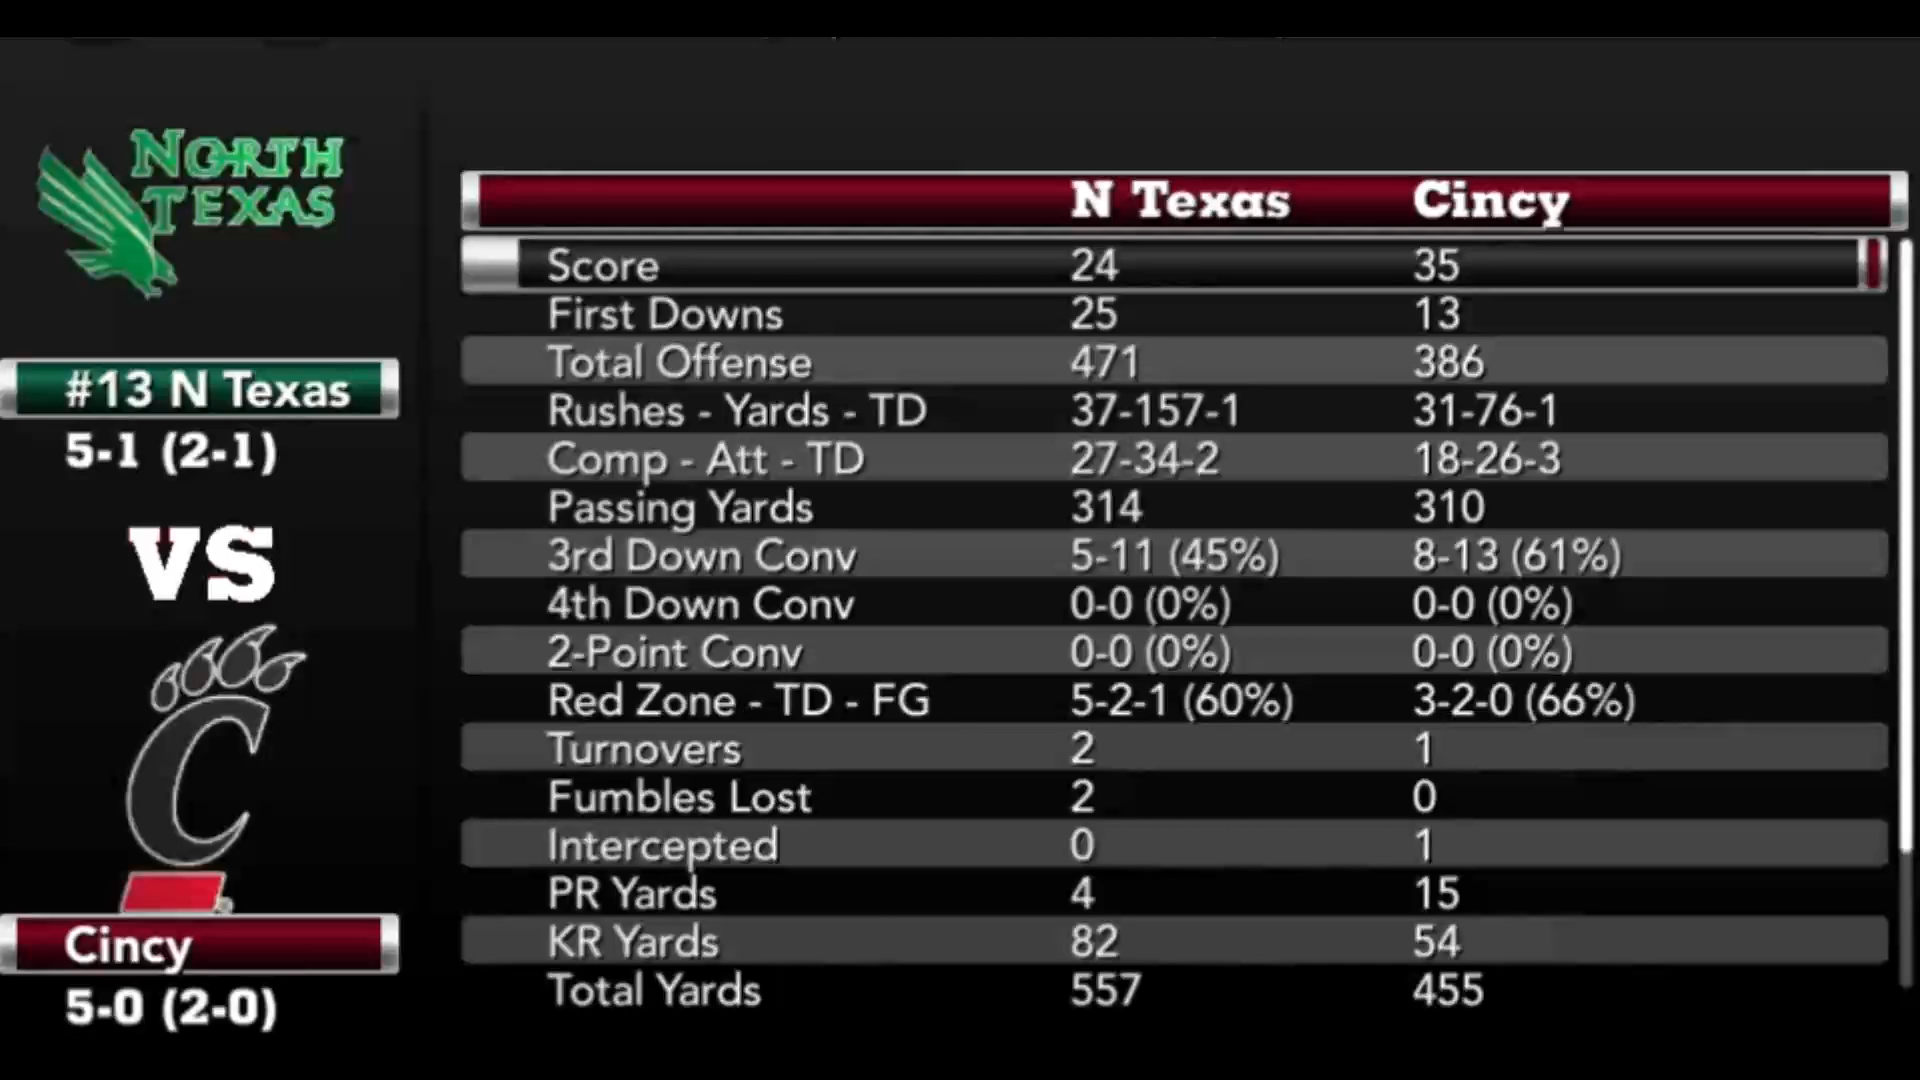 NORTH
TEXAS
#13 N Texas
5-1 (2-1)
VS
C
Cincy
5-0 (2-0)
N Texas Cincy
Score 24 35
First Downs 25 13
Total Offense 471 386
Rushes - Yards - TD 37-157-1 31-76-1
Comp - Att - TD 27-34-2 18-26-3
Passing Yards 314 310
3rd Down Conv 5-11 (45%) 8-13 (61%)
4th Down Conv 0-0 (0%) 0-0 (0%)
2-Point Conv 0-0 (0%) 0-0 (0%)
Red Zone - TD - FG 5-2-1 (60%) 3-2-0 (66%)
Turnovers 2 1
Fumbles Lost 2 0
Intercepted 0 1
PR Yards 4 15
KR Yards 82 54
Total Yards 557 455